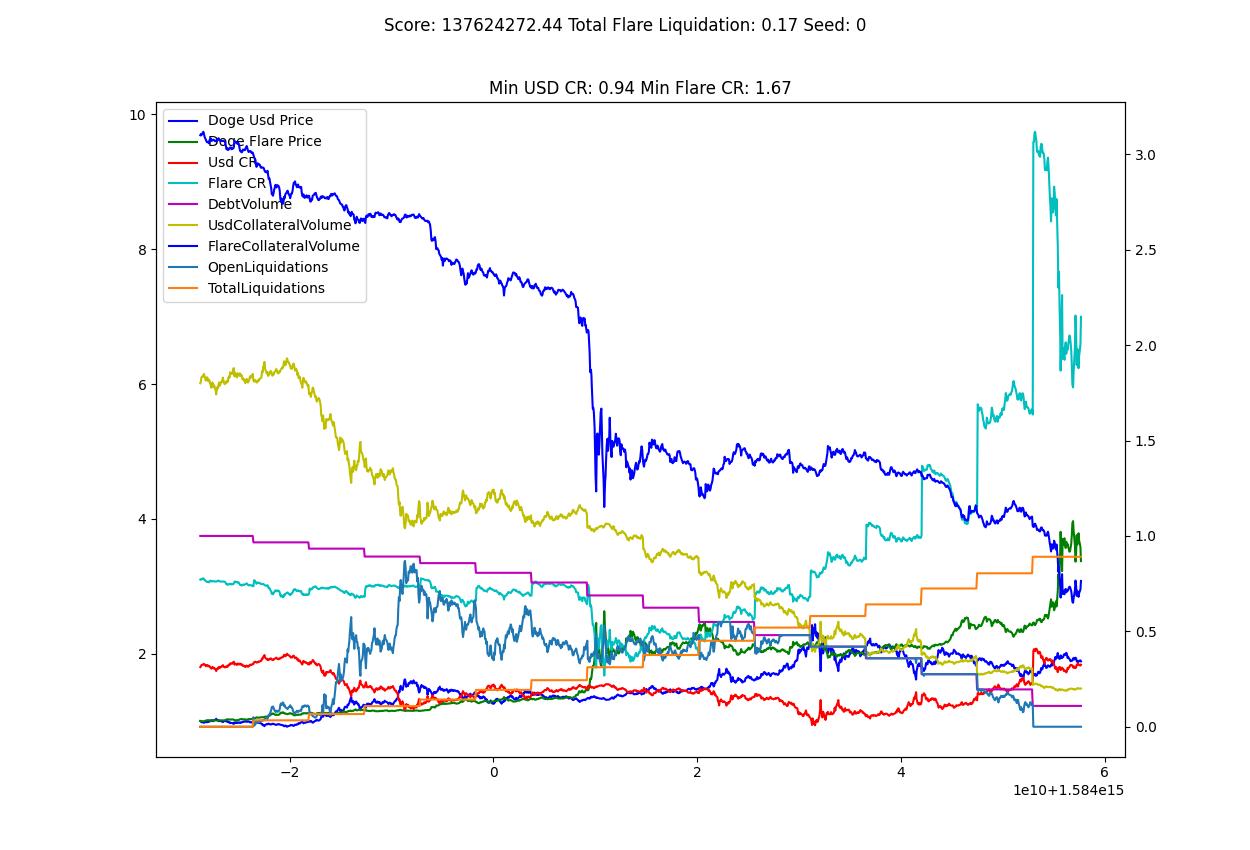 Score: 137624272.44 Total Flare Liquidation: 0.17 Seed: 0
Min USD CR: 0.94 Min Flare CR: 1.67
Doge Usd Price
Doge Flare Price
Usd CR
Flare CR
DebtVolume
UsdCollateralVolume
FlareCollateralVolume
OpenLiquidations
TotalLiquidations
10
8
6
4
2
3.0
2.5
2.0
1.5
1.0
0.5
0.0
−2
0
2
4
6
1e10+1.584e15